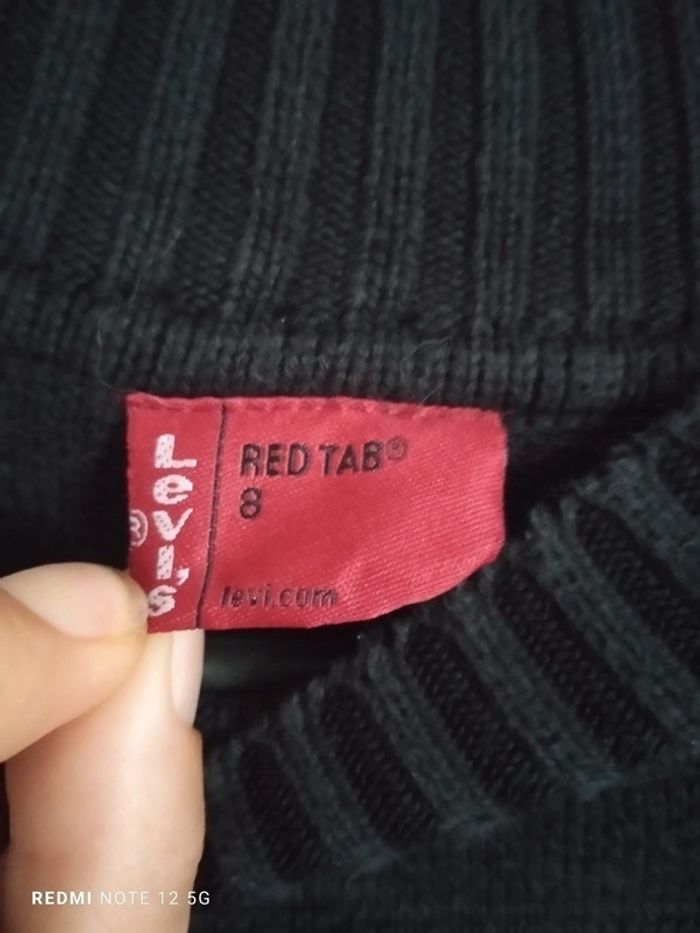 Levi's
®
RED TAB®
8
levi.com
REDMI NOTE 12 5G